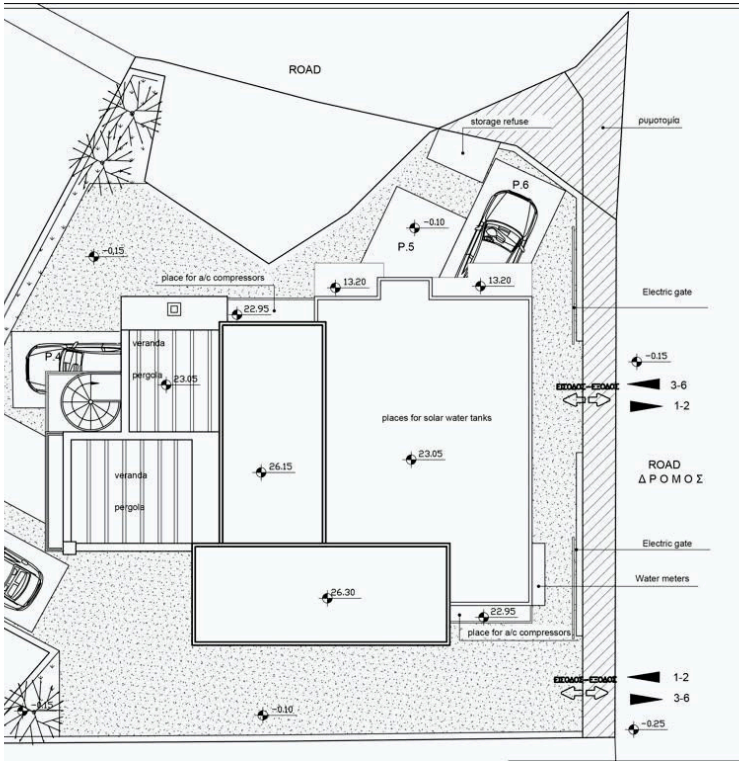 ROAD
storage refuse
ρυμοτομία
P.6
-0.10
P.5
-0.15
place for a/c compressors
13.20
13.20
Electric gate
22.95
veranda
pergola
23.05
P.4
-0.15
ΕΙΣΟΔΟΣ-ΕΞΟΔΟΣ
3-6
1-2
places for solar water tanks
23.05
26.15
ROAD
ΔΡΟΜΟΣ
veranda
pergola
Electric gate
Water meters
26.30
22.95
place for a/c compressors
ΕΙΣΟΔΟΣ-ΕΞΟΔΟΣ
1-2
3-6
-0.15
-0.10
-0.25